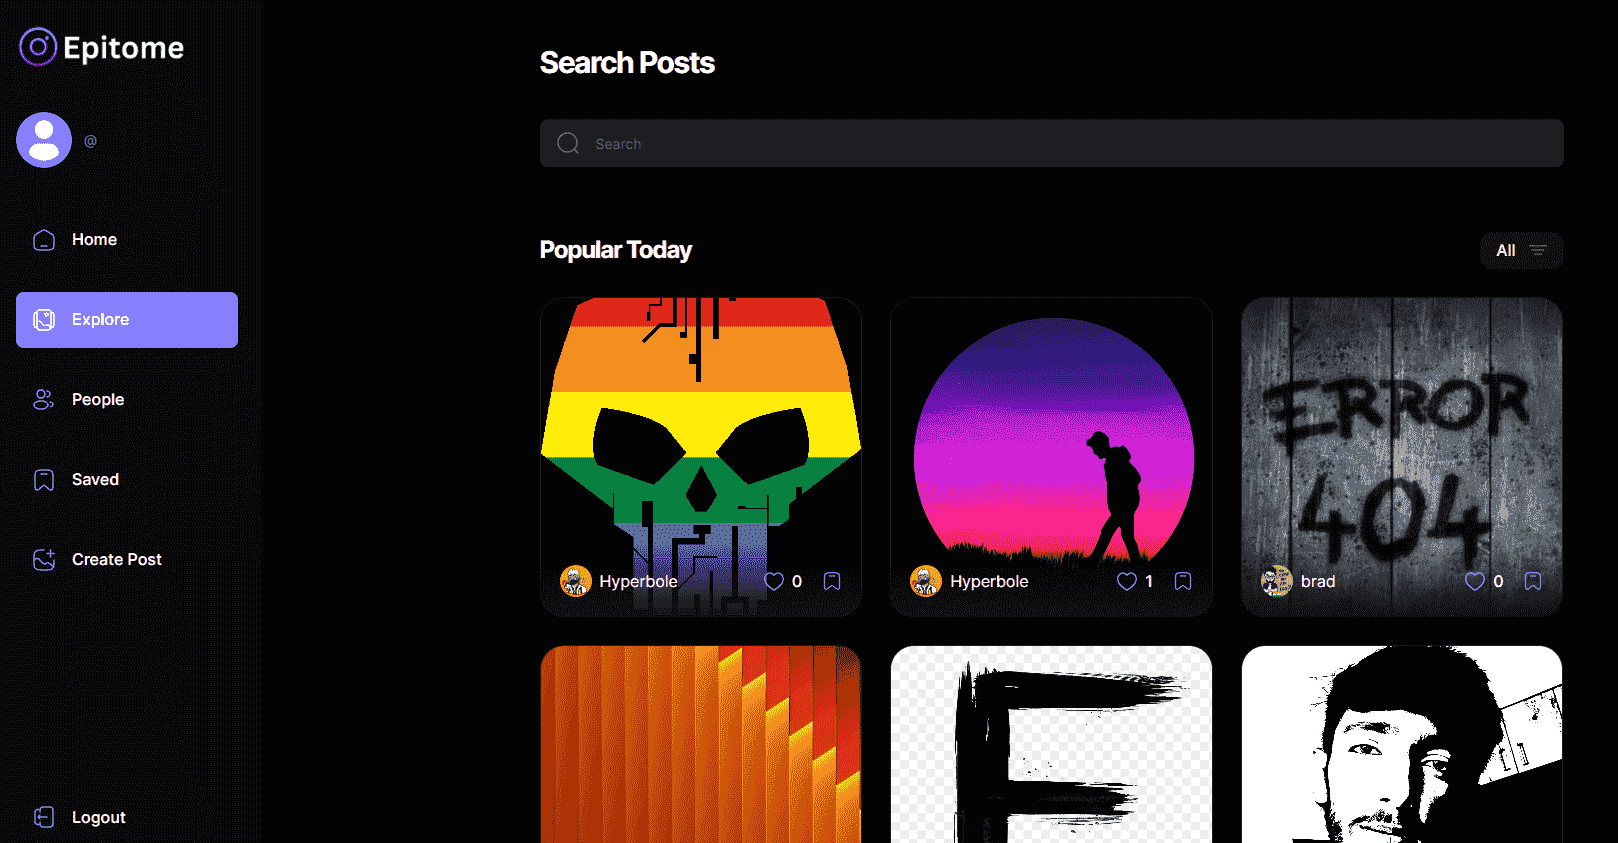 Epitome
@
Home
Explore
People
Saved
Create Post
Logout
Search Posts
Search
Popular Today
All
Hyperbole
0
Hyperbole
1
ERROR
404
brad
0
E